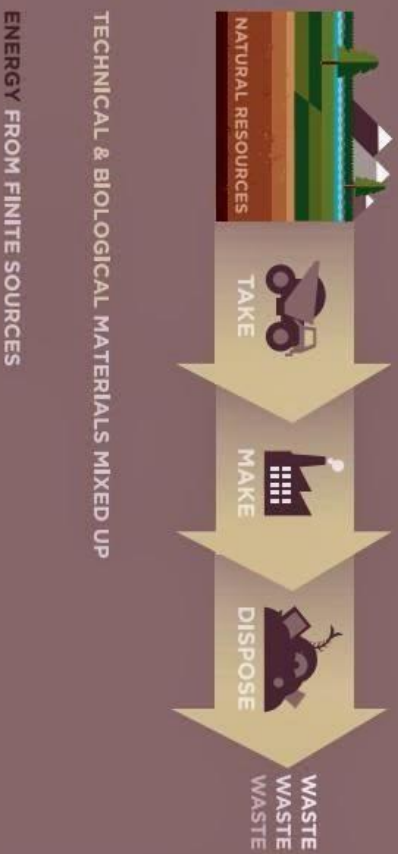 NATURAL RESOURCES
TAKE
MAKE
DISPOSE
WASTE
WASTE
WASTE
TECHNICAL & BIOLOGICAL MATERIALS MIXED UP
ENERGY FROM FINITE SOURCES